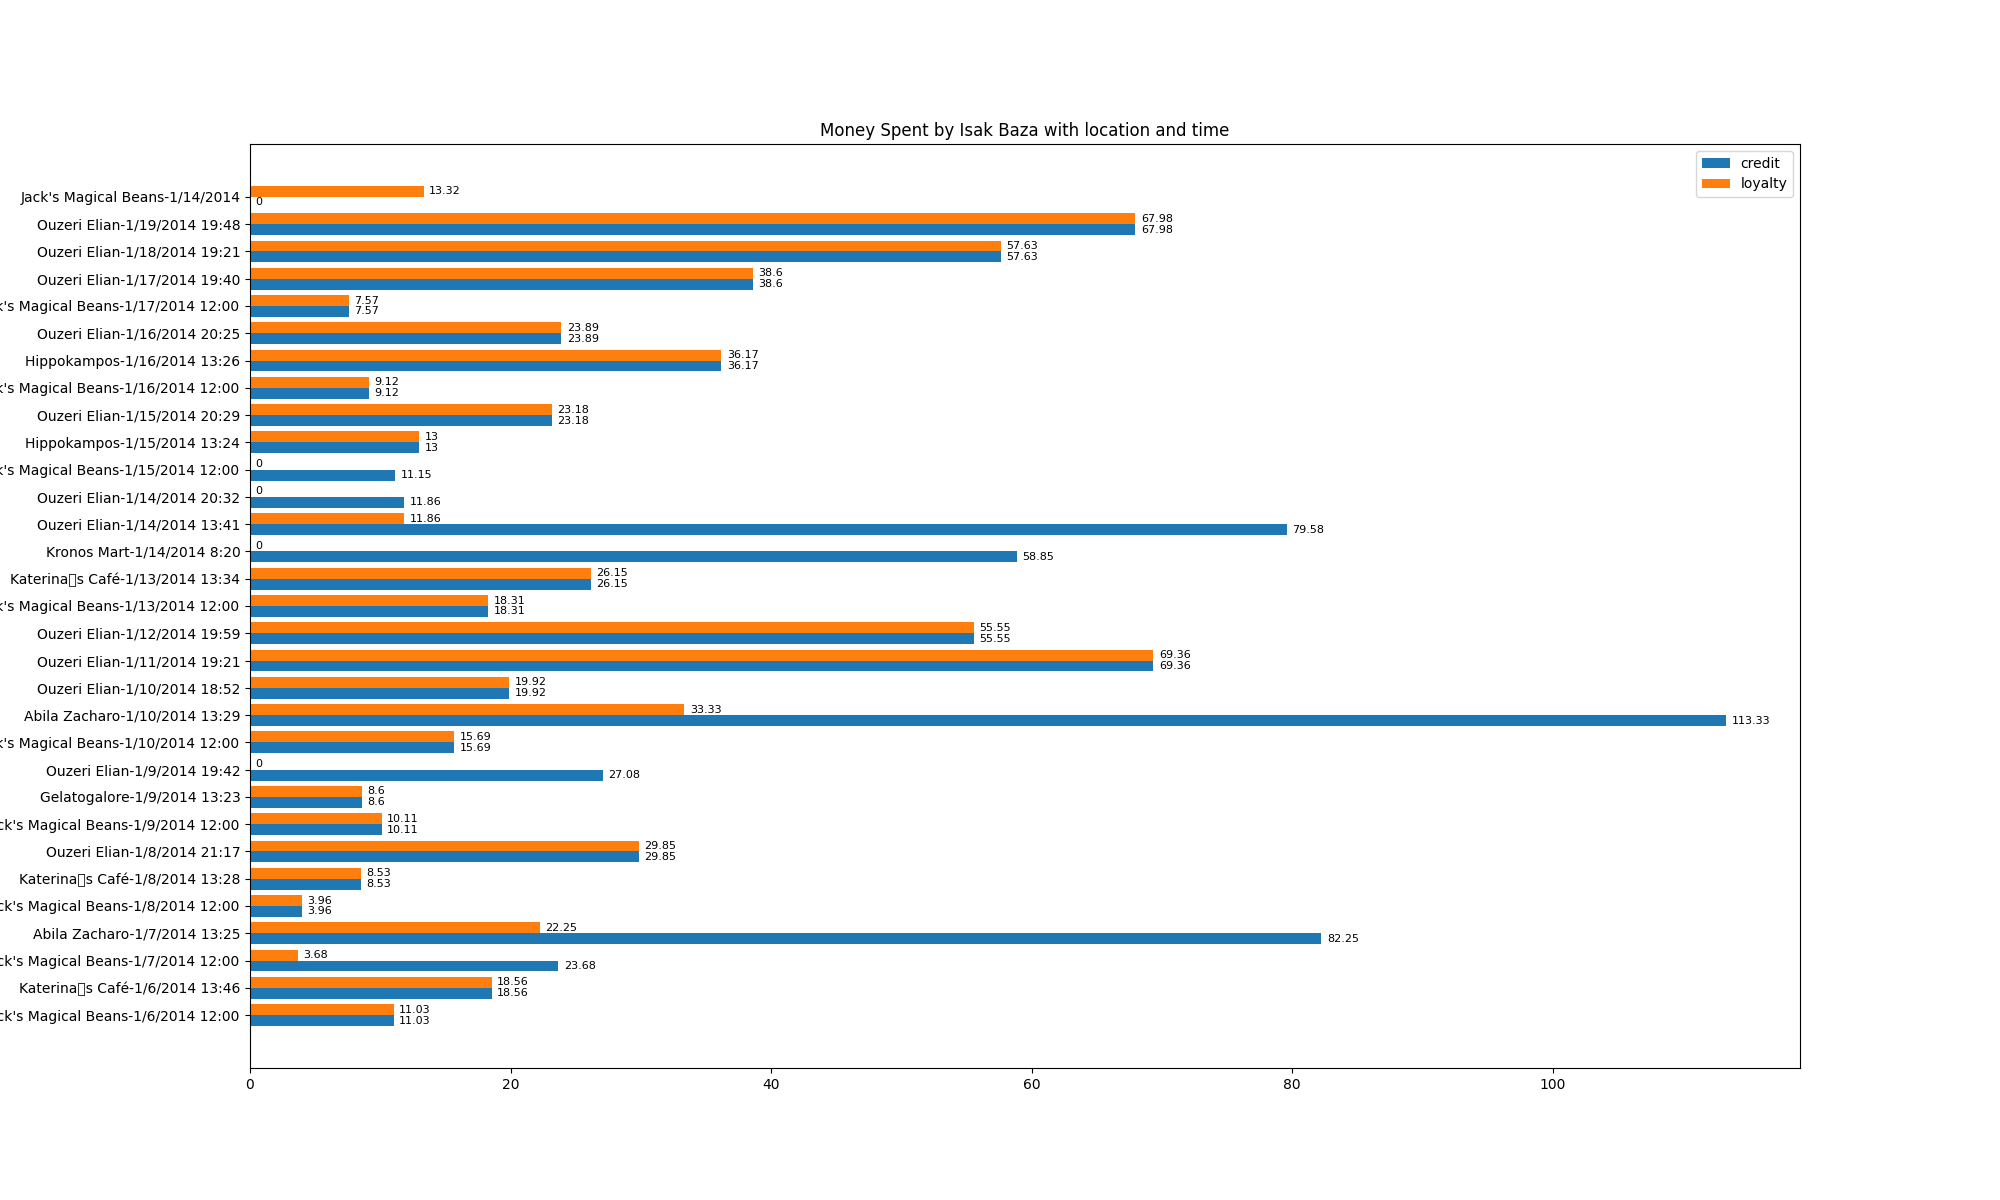 Money Spent by Isak Baza with location and time
credit
loyalty
Jack's Magical Beans-1/14/2014 13.32 0
Ouzeri Elian-1/19/2014 19:48 67.98 67.98
Ouzeri Elian-1/18/2014 19:21 57.63 57.63
Ouzeri Elian-1/17/2014 19:40 38.6 38.6
k's Magical Beans-1/17/2014 12:00 7.57 7.57
Ouzeri Elian-1/16/2014 20:25 23.89 23.89
Hippokampos-1/16/2014 13:26 36.17 36.17
k's Magical Beans-1/16/2014 12:00 9.12 9.12
Ouzeri Elian-1/15/2014 20:29 23.18 23.18
Hippokampos-1/15/2014 13:24 13 13
k's Magical Beans-1/15/2014 12:00 0 11.15
Ouzeri Elian-1/14/2014 20:32 0 11.86
Ouzeri Elian-1/14/2014 13:41 11.86 79.58
Kronos Mart-1/14/2014 8:20 0 58.85
Katerina▯s Café-1/13/2014 13:34 26.15 26.15
k's Magical Beans-1/13/2014 12:00 18.31 18.31
Ouzeri Elian-1/12/2014 19:59 55.55 55.55
Ouzeri Elian-1/11/2014 19:21 69.36 69.36
Ouzeri Elian-1/10/2014 18:52 19.92 19.92
Abila Zacharo-1/10/2014 13:29 33.33 113.33
k's Magical Beans-1/10/2014 12:00 15.69 15.69
Ouzeri Elian-1/9/2014 19:42 0 27.08
Gelatogalore-1/9/2014 13:23 8.6 8.6
ck's Magical Beans-1/9/2014 12:00 10.11 10.11
Ouzeri Elian-1/8/2014 21:17 29.85 29.85
Katerina▯s Café-1/8/2014 13:28 8.53 8.53
ck's Magical Beans-1/8/2014 12:00 3.96 3.96
Abila Zacharo-1/7/2014 13:25 22.25 82.25
ck's Magical Beans-1/7/2014 12:00 3.68 23.68
Katerina▯s Café-1/6/2014 13:46 18.56 18.56
ck's Magical Beans-1/6/2014 12:00 11.03 11.03
0 20 40 60 80 100